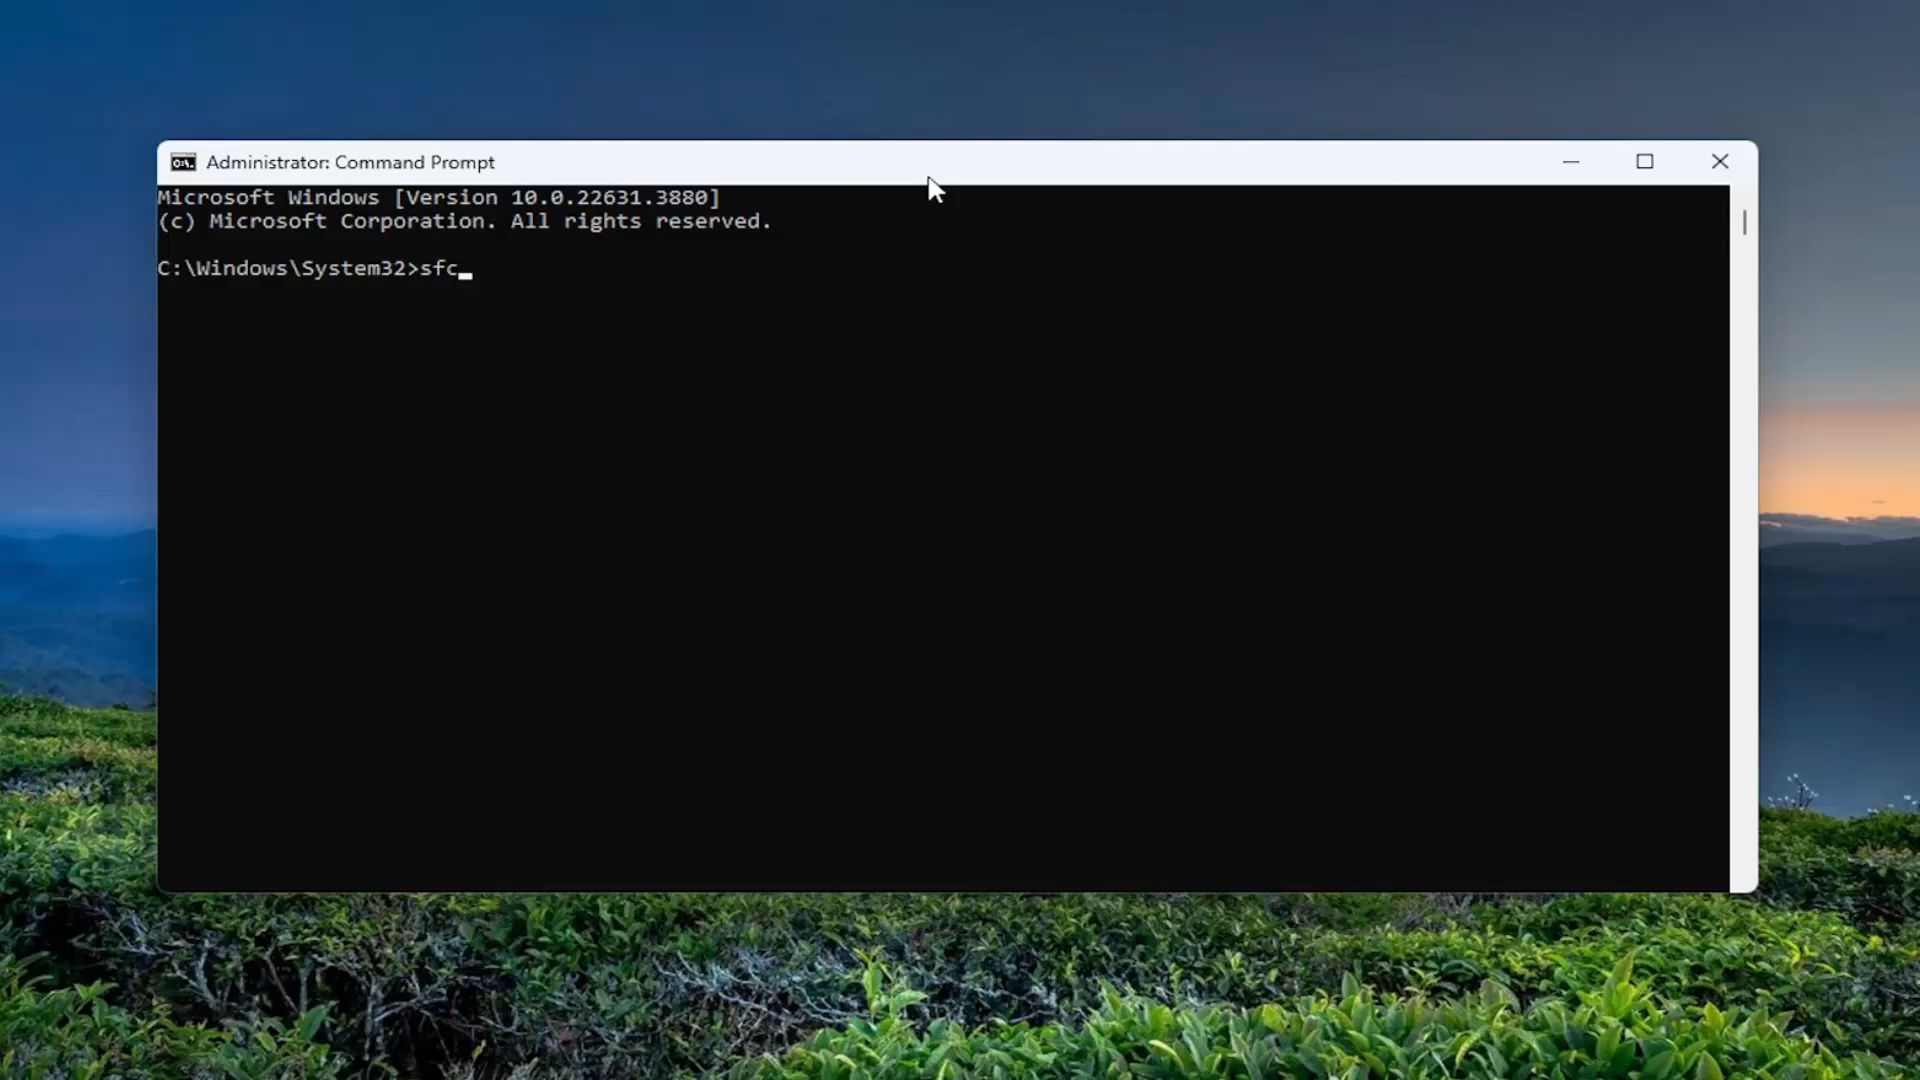 Administrator: Command Prompt
Microsoft Windows [Version 10.0.22631.3880]
(c) Microsoft Corporation. All rights reserved.
C:\Windows\System32>sfc